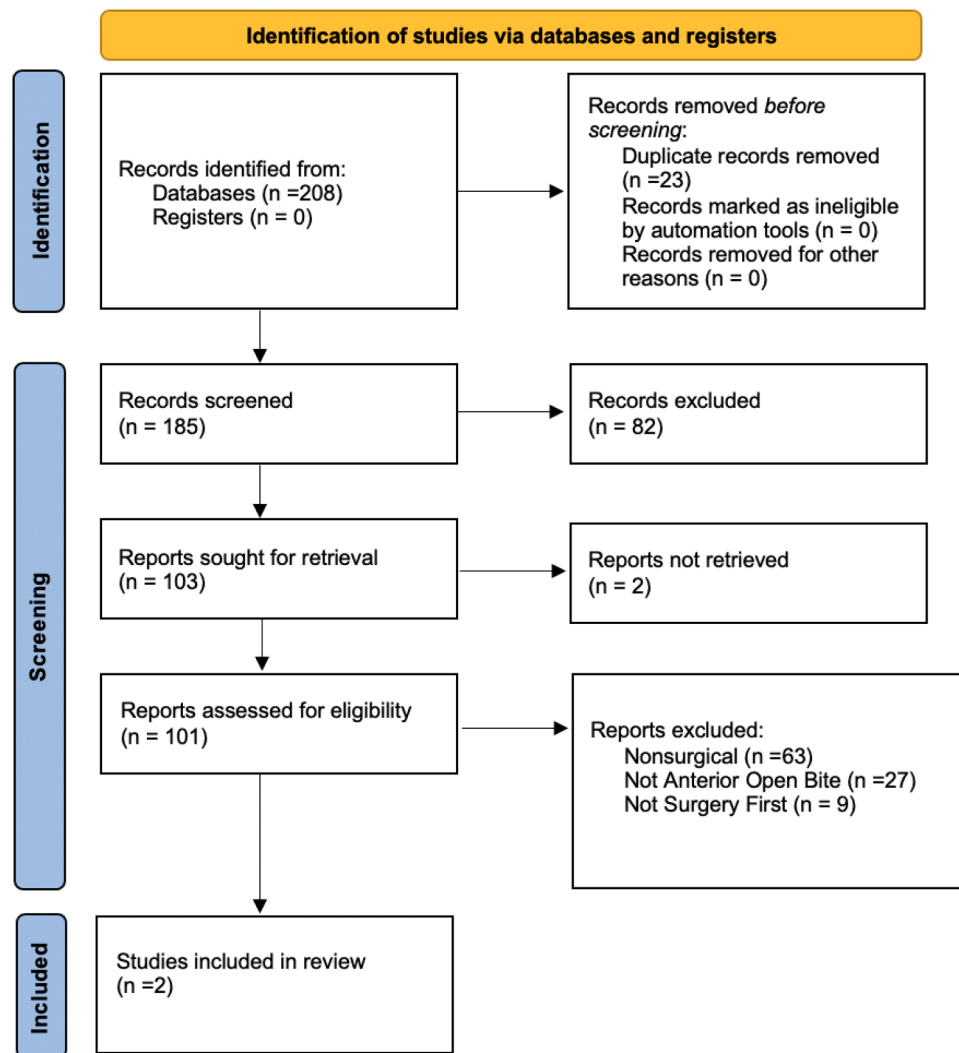 Identification of studies via databases and registers
Identification
Records identified from:
Databases (n =208)
Registers (n = 0)
Records removed before
screening:
Duplicate records removed
(n =23)
Records marked as ineligible
by automation tools (n = 0)
Records removed for other
reasons (n = 0)
Screening
Records screened
(n = 185)
Records excluded
(n = 82)
Reports sought for retrieval
(n = 103)
Reports not retrieved
(n = 2)
Reports assessed for eligibility
(n = 101)
Reports excluded:
Nonsurgical (n =63)
Not Anterior Open Bite (n =27)
Not Surgery First (n = 9)
Included
Studies included in review
(n =2)